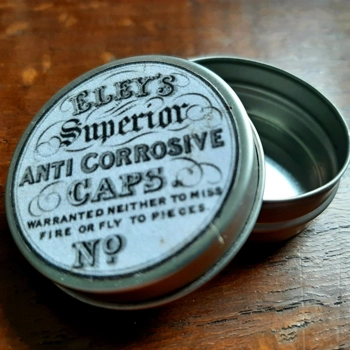 ELEY'S
Superior
ANTI CORROSIVE
CAPS.
WARRANTED NEITHER TO MISS
FIRE OR FLY TO PIECES.
Nº